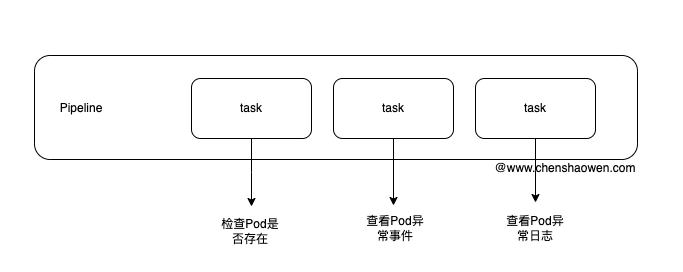 Pipeline
task
task
task
@www.chenshaowen.com
检查Pod是
否存在
查看Pod异
常事件
查看Pod异
常日志